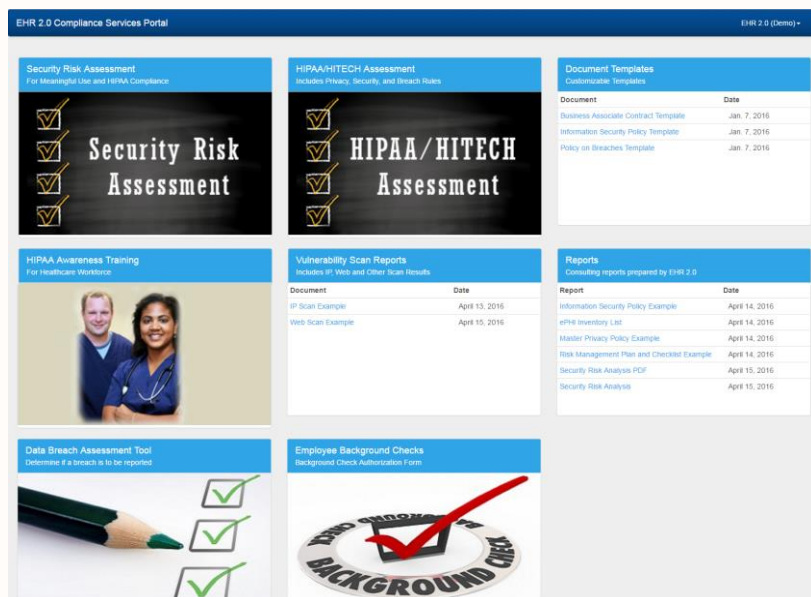 EHR 2.0 Compliance Services Portal
EHR 2.0 (Demo)
Security Risk Assessment
For Meaningful Use and HIPAA Compliance
Security Risk
Assessment
HIPAA/HITECH Assessment
Includes Privacy, Security, and Breach Rules
HIPAA/HITECH
Assessment
Document Templates
Customizable Templates
Document Date
Business Associate Contract Template Jan. 7, 2016
Information Security Policy Template Jan. 7, 2016
Policy on Breaches Template Jan. 7, 2016
HIPAA Awareness Training
For Healthcare Workforce
Vulnerability Scan Reports
Includes IP, Web and Other Scan Results
Document Date
IP Scan Example April 13, 2016
Web Scan Example April 15, 2016
Reports
Consulting reports prepared by EHR 2.0
Report Date
Information Security Policy Example April 14, 2016
ePHI Inventory List April 14, 2016
Master Privacy Policy Example April 14, 2016
Risk Management Plan and Checklist Example April 14, 2016
Security Risk Analysis PDF April 15, 2016
Security Risk Analysis April 15, 2016
Data Breach Assessment Tool
Determine if a breach is to be reported
Employee Background Checks
Background Check Authorization Form
BACKGROUND CHECK
BACKGROUND CHECK